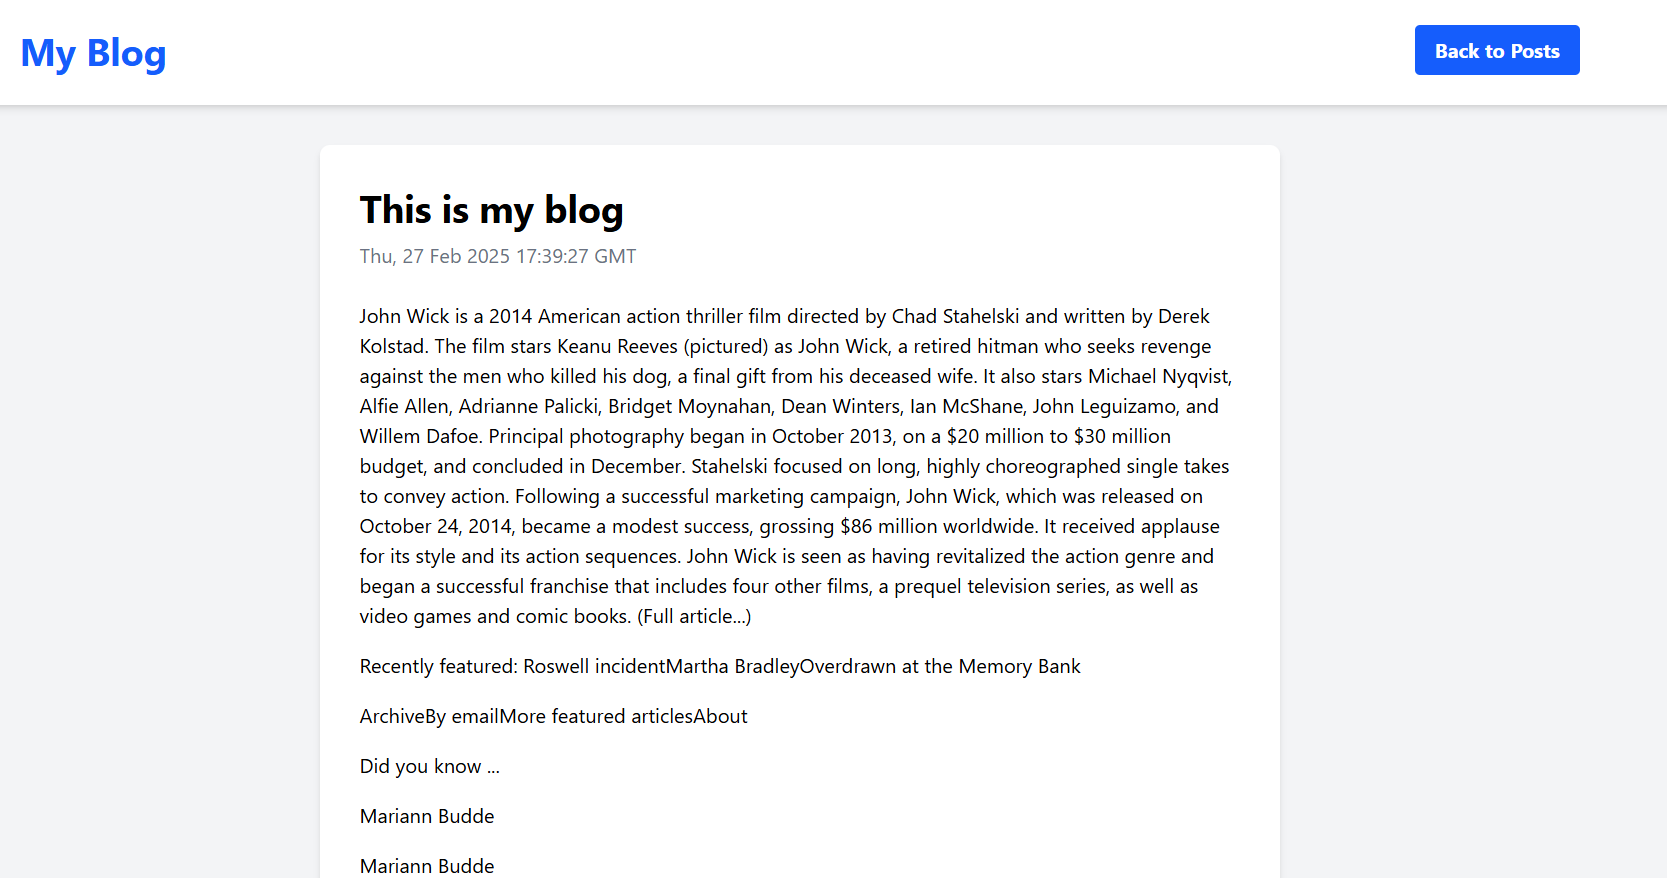 My Blog
Back to Posts
This is my blog
Thu, 27 Feb 2025 17:39:27 GMT
John Wick is a 2014 American action thriller film directed by Chad Stahelski and written by Derek
Kolstad. The film stars Keanu Reeves (pictured) as John Wick, a retired hitman who seeks revenge
against the men who killed his dog, a final gift from his deceased wife. It also stars Michael Nyqvist,
Alfie Allen, Adrianne Palicki, Bridget Moynahan, Dean Winters, Ian McShane, John Leguizamo, and
Willem Dafoe. Principal photography began in October 2013, on a $20 million to $30 million
budget, and concluded in December. Stahelski focused on long, highly choreographed single takes
to convey action. Following a successful marketing campaign, John Wick, which was released on
October 24, 2014, became a modest success, grossing $86 million worldwide. It received applause
for its style and its action sequences. John Wick is seen as having revitalized the action genre and
began a successful franchise that includes four other films, a prequel television series, as well as
video games and comic books. (Full article...)
Recently featured: Roswell incidentMartha BradleyOverdrawn at the Memory Bank
ArchiveBy emailMore featured articlesAbout
Did you know ...
Mariann Budde
Mariann Budde